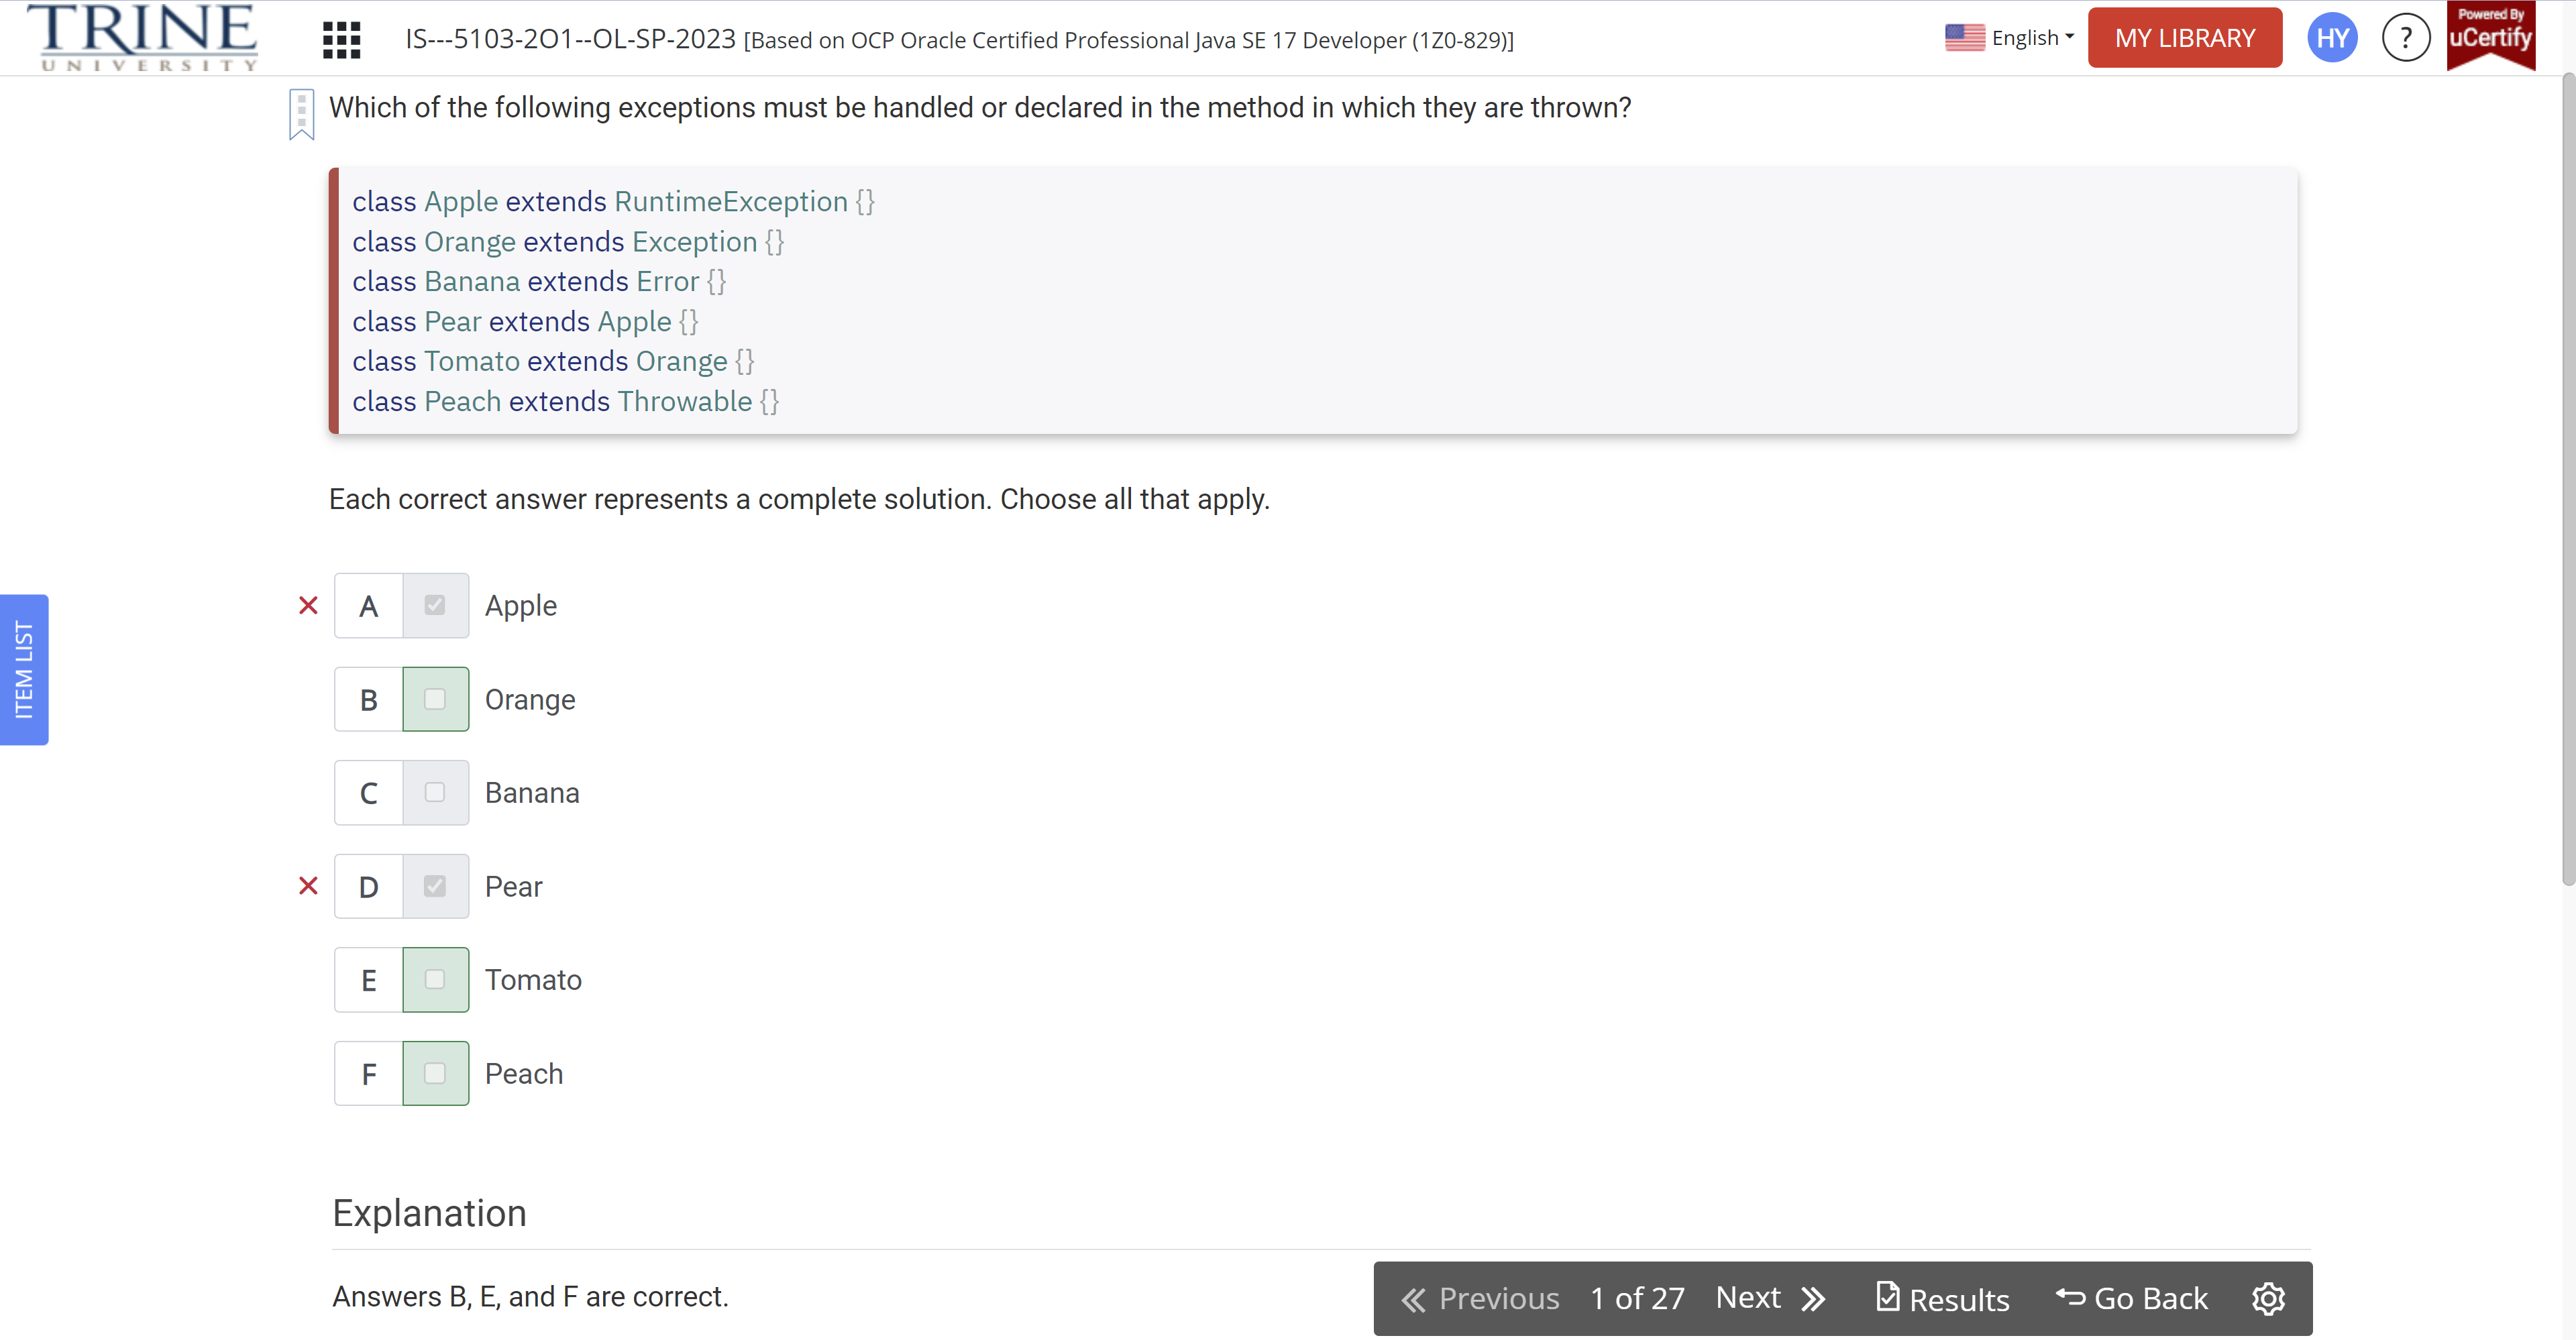 TRINE
UNIVERSITY
IS---5103-2O1--OL-SP-2023 [Based on OCP Oracle Certified Professional Java SE 17 Developer (1Z0-829)]
English
MY LIBRARY
HY
?
Powered By
uCertify
Which of the following exceptions must be handled or declared in the method in which they are thrown?
class Apple extends RuntimeException {}
class Orange extends Exception {}
class Banana extends Error {}
class Pear extends Apple {}
class Tomato extends Orange {}
class Peach extends Throwable {}
Each correct answer represents a complete solution. Choose all that apply.
A Apple
B Orange
C Banana
D Pear
E Tomato
F Peach
ITEM LIST
Explanation
Answers B, E, and F are correct.
Previous 1 of 27 Next Results Go Back